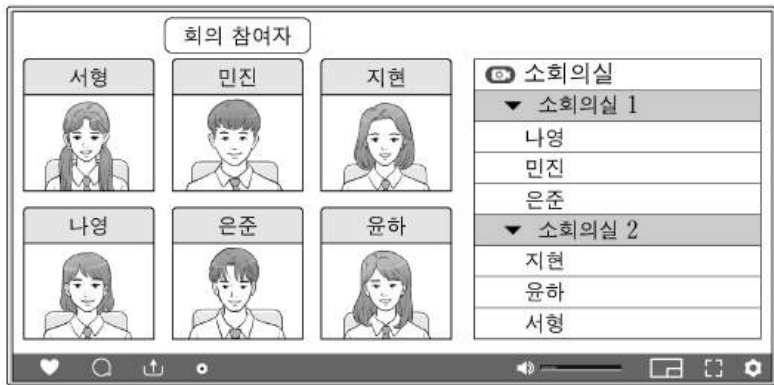 회의 참여자
서형
민진
지현
나영
은준
윤하
소회의실
▼ 소회의실 1
나영
민진
은준
▼ 소회의실 2
지현
윤하
서형